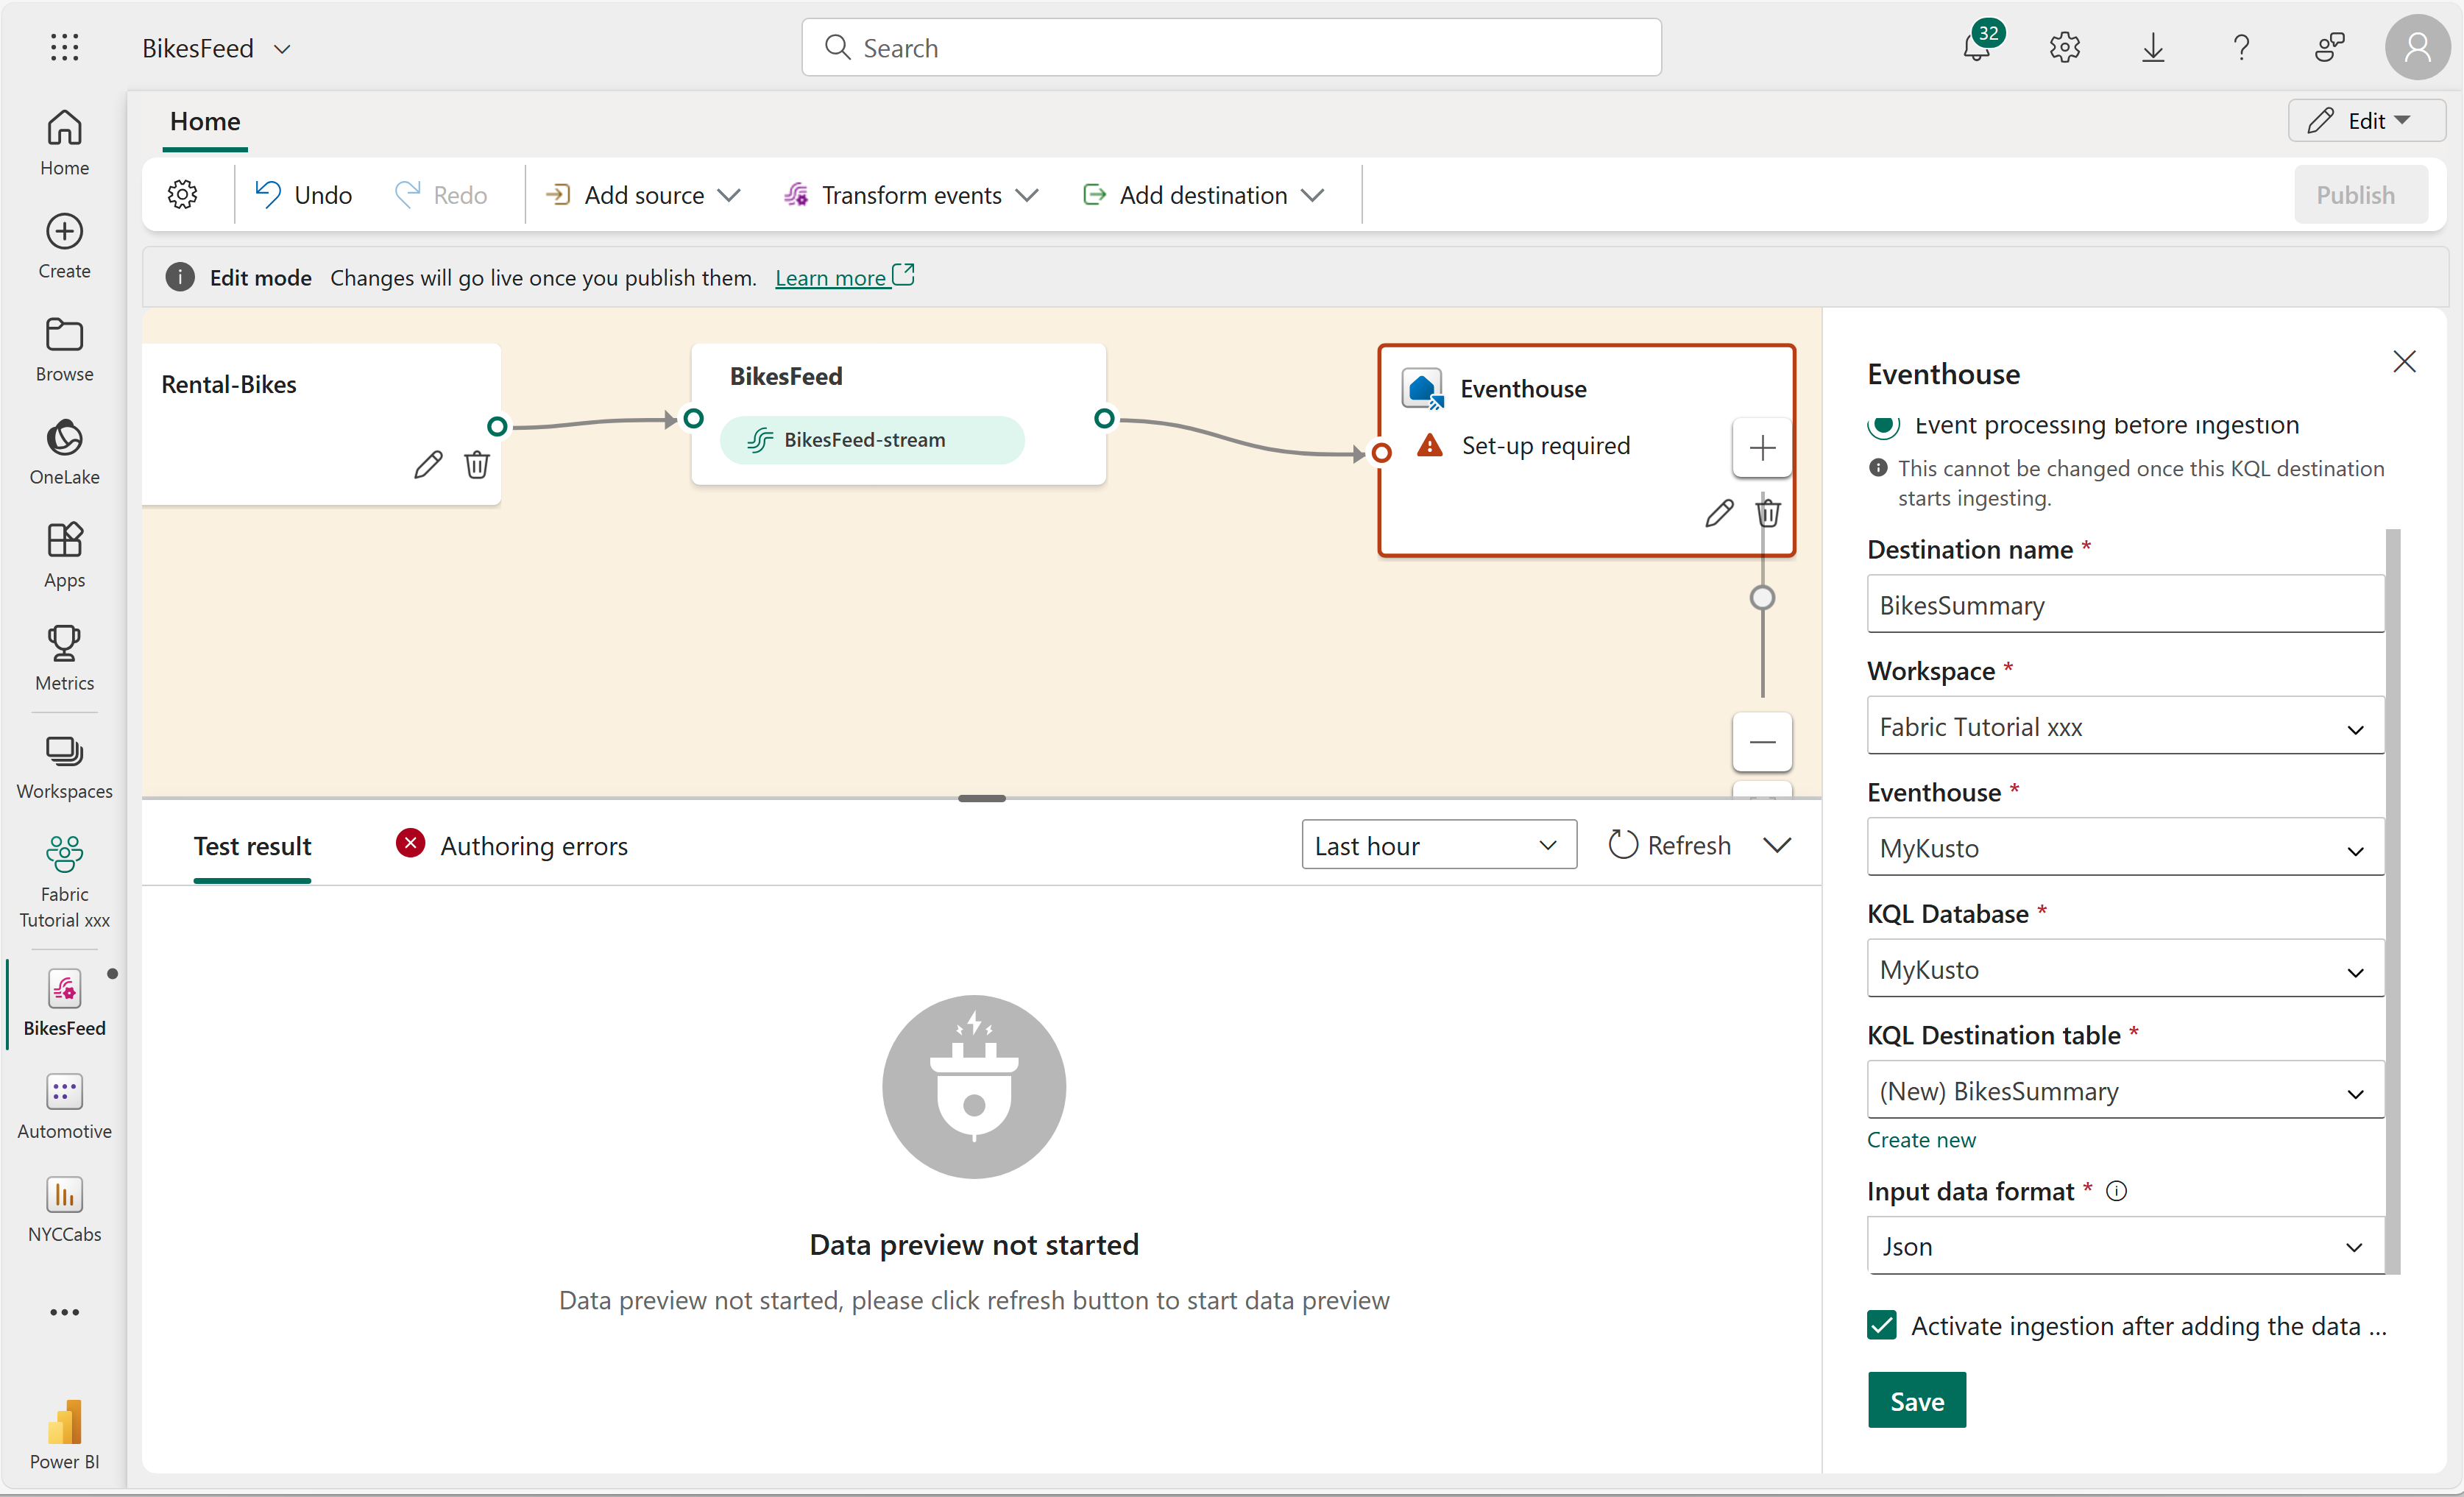 BikesFeed
Search
32
Home
Create
Browse
OneLake
Apps
Metrics
Workspaces
Fabric
Tutorial xxx
BikesFeed
Automotive
NYCCabs
Power BI
Home
Edit
Undo
Redo
Add source
Transform events
Add destination
Publish
Edit mode Changes will go live once you publish them. Learn more
Rental-Bikes
BikesFeed
BikesFeed-stream
Eventhouse
Set-up required
Test result
Authoring errors
Last hour
Refresh
Data preview not started
Data preview not started, please click refresh button to start data preview
Eventhouse
Event processing before ingestion
This cannot be changed once this KQL destination
starts ingesting.
Destination name *
BikesSummary
Workspace *
Fabric Tutorial xxx
Eventhouse *
MyKusto
KQL Database *
MyKusto
KQL Destination table *
(New) BikesSummary
Create new
Input data format *
Json
Activate ingestion after adding the data ...
Save